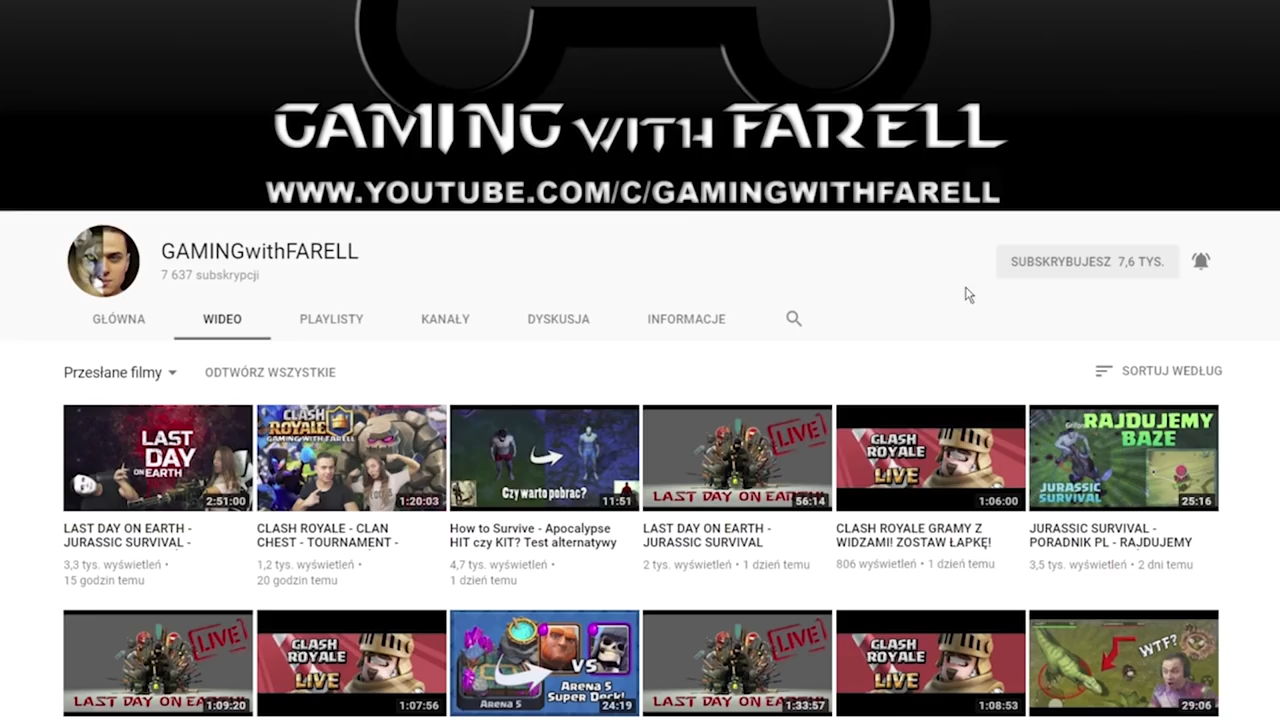 GAMING WITH FARELL
WWW.YOUTUBE.COM/C/GAMINGWITHFARELL
GAMINGwithFARELL
7 637 subskrypcji
SUBSKRYBUJESZ 7,6 TYS.
GŁÓWNA WIDEO PLAYLISTY KANAŁY DYSKUSJA INFORMACJE
Przesłane filmy ODTWÓRZ WSZYSTKIE SORTUJ WEDŁUG
LAST
DAY
ON EARTH
2:51:00
CLASH
ROYALE
GAMING WITH FARELL
1:20:03
Czy warto pobrać?
11:51
LIVE
LAST DAY ON EARTH
56:14
CLASH
ROYALE
LIVE
1:06:00
RAJDUJEMY
BAZE
JURASSIC
SURVIVAL
25:16
LAST DAY ON EARTH -
JURASSIC SURVIVAL -
3,3 tys. wyświetleń •
15 godzin temu
CLASH ROYALE - CLAN
CHEST - TOURNAMENT -
1,2 tys. wyświetleń •
20 godzin temu
How to Survive - Apocalypse
HIT czy KIT? Test alternatywy
4,7 tys. wyświetleń •
1 dzień temu
LAST DAY ON EARTH -
JURASSIC SURVIVAL
2 tys. wyświetleń • 1 dzień temu
CLASH ROYALE GRAMY Z
WIDZAMI! ZOSTAW ŁAPKĘ!
806 wyświetleń • 1 dzień temu
JURASSIC SURVIVAL -
PORADNIK PL - RAJDUJEMY
3,5 tys. wyświetleń • 2 dni temu
LIVE
LAST DAY ON EA
1:09:20
CLASH
ROYALE
LIVE
1:07:56
VS
Arena 5
Super Deck!
Arena 5
24:19
LIVE
LAST DAY ON EA
1:33:57
CLASH
ROYALE
LIVE
1:08:53
WTF?
29:06